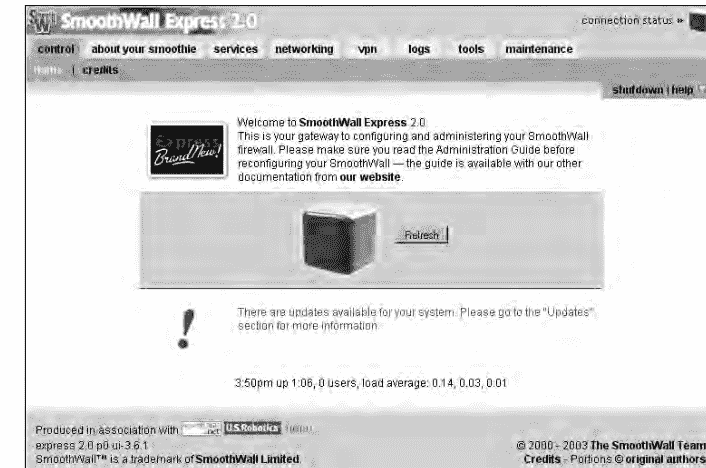 SmoothWall Express 2.0
connection status »
control about your smoothie services networking vpn logs tools maintenance
home | credits
shutdown | help
Welcome to SmoothWall Express 2.0
This is your gateway to configuring and administering your SmoothWall
firewall. Please make sure you read the Administration Guide before
reconfiguring your SmoothWall — the guide is available with our other
documentation from our website.
Express
Brand New!
Refresh
There are updates available for your system. Please go to the "Updates"
section for more information.
3:50pm up 1:06, 0 users, load average: 0.14, 0.03, 0.01
Produced in association with .net U.S.Robotics
express 2.0 p0 ui-3.6.1
SmoothWall™ is a trademark of SmoothWall Limited.
© 2000 - 2003 The SmoothWall Team
Credits - Portions © original authors